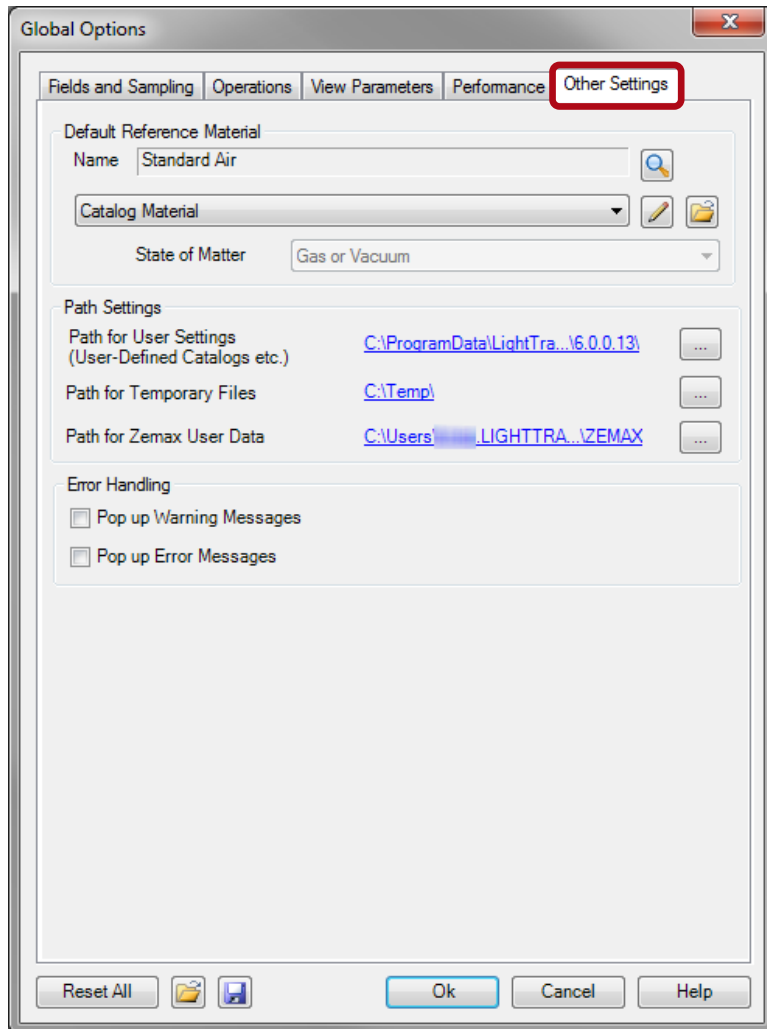 Global Options
Fields and Sampling Operations View Parameters Performance Other Settings
Default Reference Material
Name Standard Air
Catalog Material
State of Matter Gas or Vacuum
Path Settings
Path for User Settings
(User-Defined Catalogs etc.) C:\ProgramData\LightTra...\6.0.0.13\ ...
Path for Temporary Files C:\Temp\ ...
Path for Zemax User Data C:\Users\ .LIGHTTRA...\ZEMAX ...
Error Handling
Pop up Warning Messages
Pop up Error Messages
Reset All Ok Cancel Help